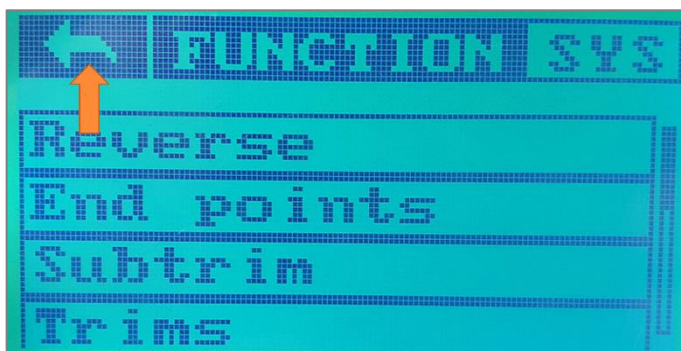 FUNCTION SYS
Reverse
End points
Subtrim
Trims